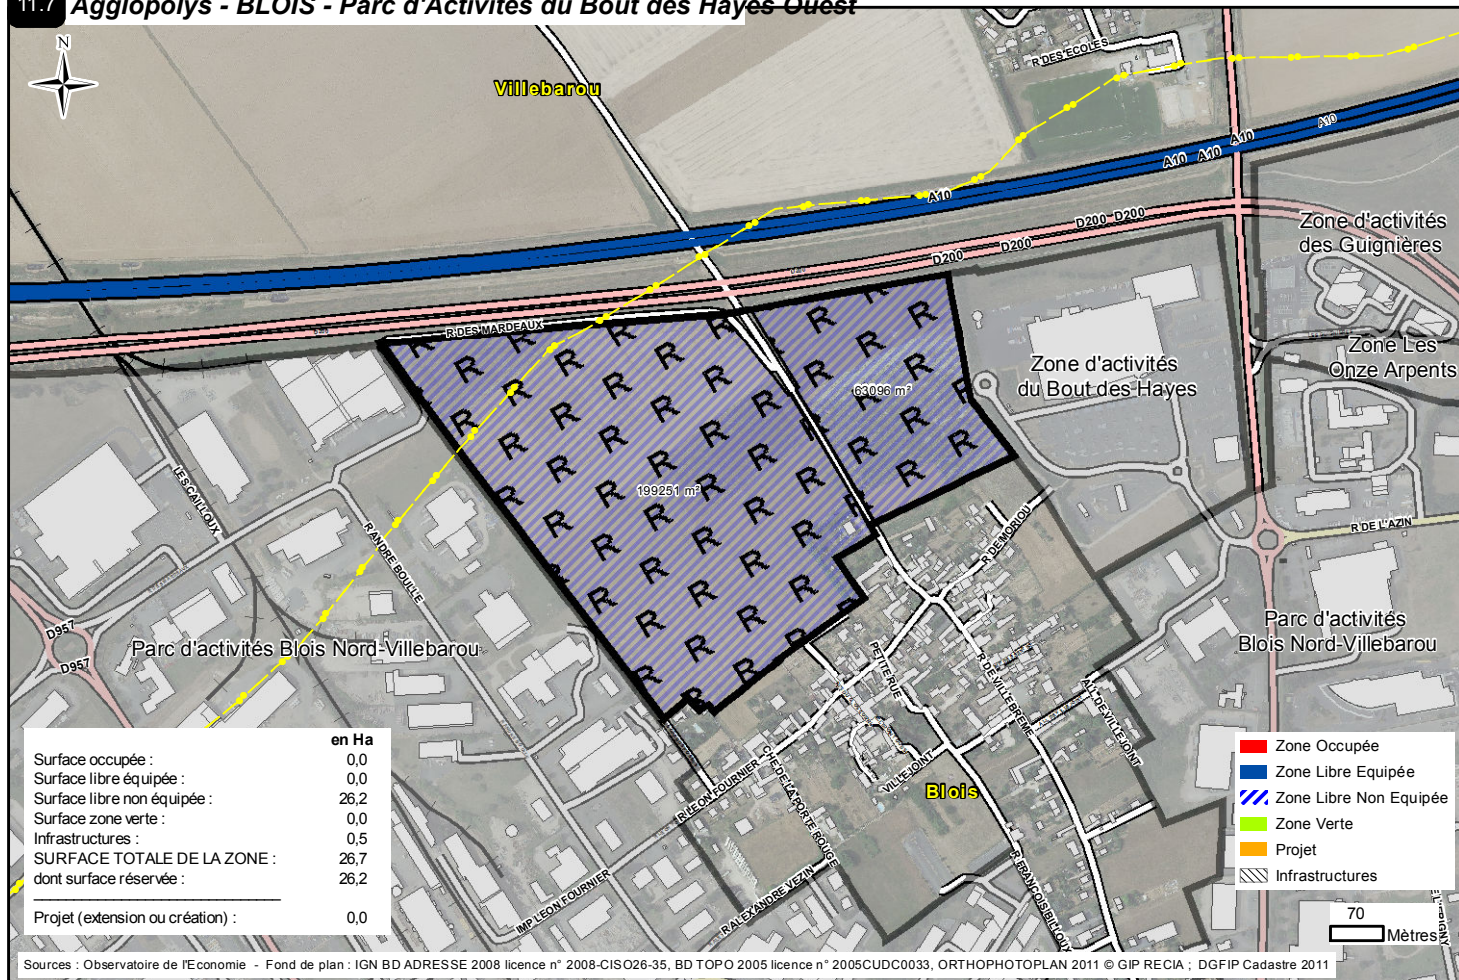 11.7 Agglopolys - BLOIS - Parc d'Activités du Bout des Hayes Ouest
N
Villebarou
R DES ECOLES
A10
A10
A10
A10
A10
D200 D200
D200
D200
Zone d'activités
des Guignières
R DES MARDEAUX
Zone Les
Onze Arpents
Zone d'activités
du Bout des Hayes
63096 m²
199251 m²
LES CAILLOUX
R ANDRE BOULLE
R DE MORIOU
R DE L'AZIN
D957
D957
Parc d'activités Blois Nord-Villebarou
Parc d'activités
Blois Nord-Villebarou
PETITE RUE
R DE VILLEBREME
ALL DE VILLEJOINT
VILLEJOINT
Blois
R LEON FOURNIER
CHE DE LA PORTE ROUGE
IMP LEON FOURNIER
R ALEXANDRE VEZIN
R FRANCOIS BILLOUX
en Ha
Surface occupée : 0,0
Surface libre équipée : 0,0
Surface libre non équipée : 26,2
Surface zone verte : 0,0
Infrastructures : 0,5
SURFACE TOTALE DE LA ZONE : 26,7
dont surface réservée : 26,2
Projet (extension ou création) : 0,0
Zone Occupée
Zone Libre Equipée
Zone Libre Non Equipée
Zone Verte
Projet
Infrastructures
70
Mètres
Sources : Observatoire de l'Economie - Fond de plan : IGN BD ADRESSE 2008 licence n° 2008-CISO26-35, BD TOPO 2005 licence n° 2005CUDC0033, ORTHOPHOTOPLAN 2011 © GIP RECIA ; DGFIP Cadastre 2011